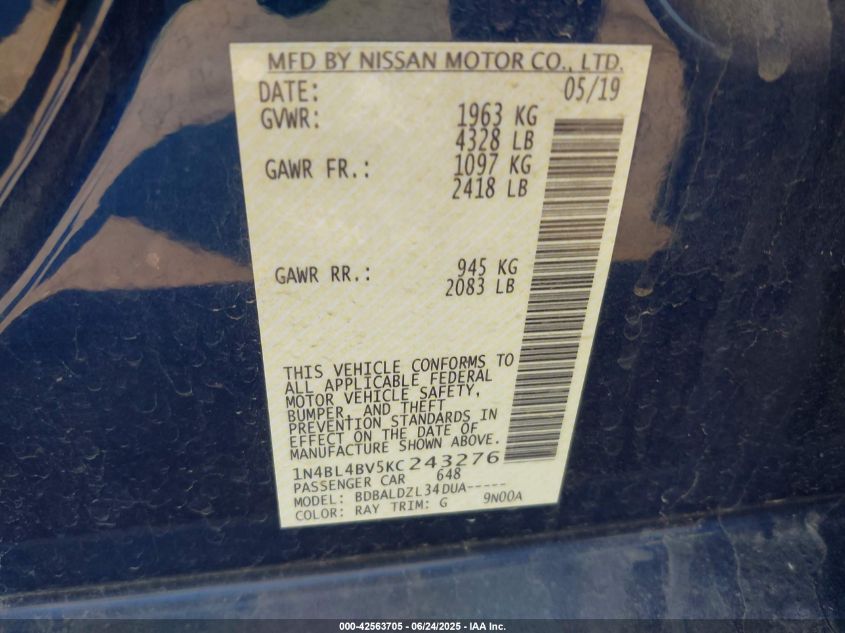 MFD BY NISSAN MOTOR CO., LTD.
DATE: 05/19
GVWR: 1963 KG
4328 LB
GAWR FR.: 1097 KG
2418 LB
GAWR RR.: 945 KG
2083 LB
THIS VEHICLE CONFORMS TO
ALL APPLICABLE FEDERAL
MOTOR VEHICLE SAFETY,
BUMPER, AND THEFT
PREVENTION STANDARDS IN
EFFECT ON THE DATE OF
MANUFACTURE SHOWN ABOVE.
1N4BL4BV5KC243276
PASSENGER CAR 648
MODEL: BDBALDZL34DUA-----
COLOR: RAY TRIM: G 9N00A
000-42563705 - 06/24/2025 - IAA Inc.